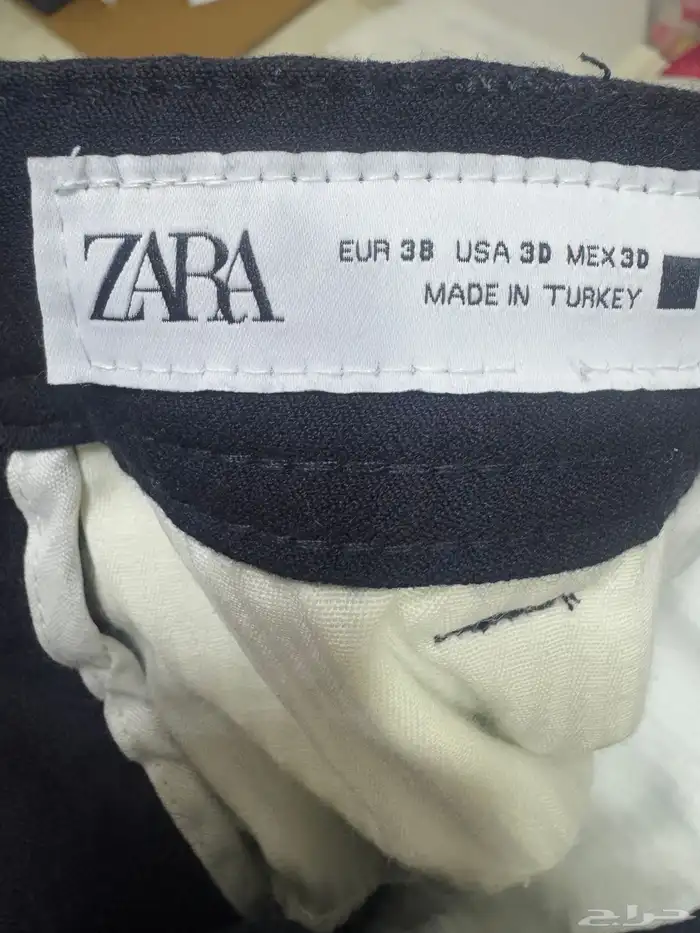 ZARA
EUR 38 USA 30 MEX 30
MADE IN TURKEY
حراج